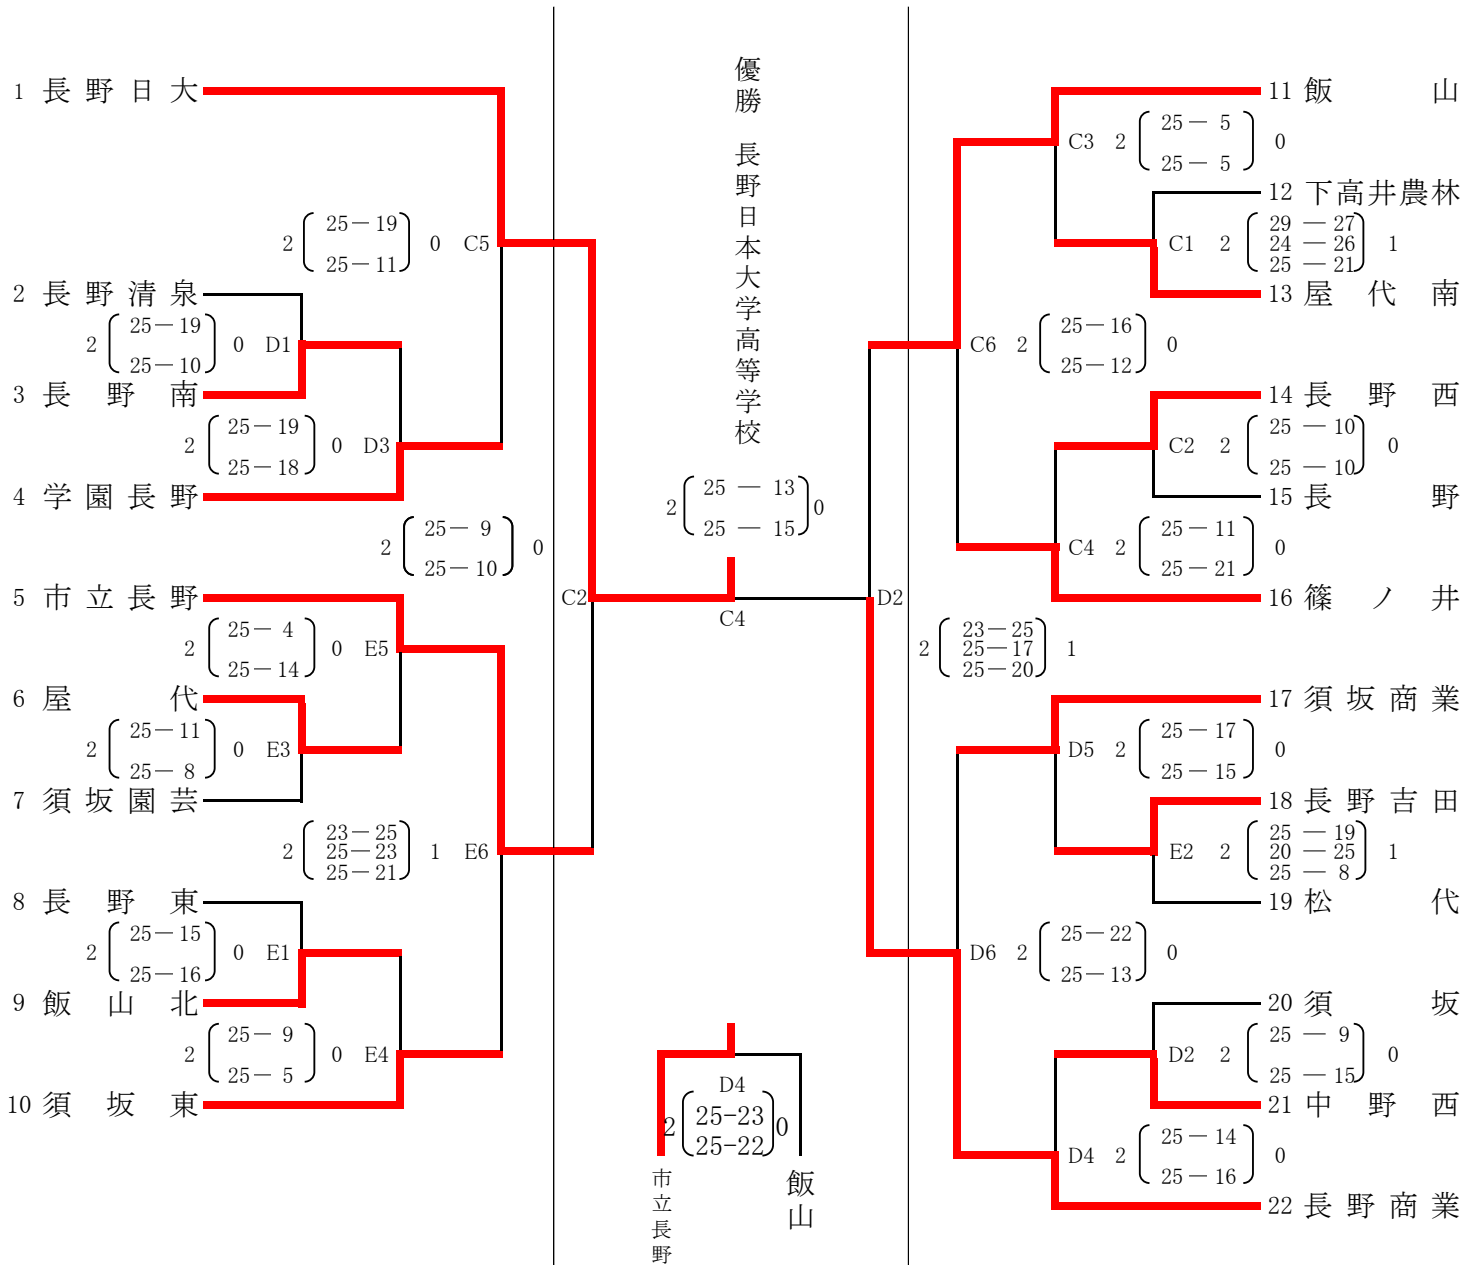 優勝 長野日本大学高等学校
1 長野日大
2 ( 25－19 25－11 ) 0 C5
2 長野清泉
2 ( 25－19 25－10 ) 0 D1
3 長野南
2 ( 25－19 25－18 ) 0 D3
4 学園長野
2 ( 25－ 9 25－10 ) 0
C2
5 市立長野
2 ( 25－ 4 25－14 ) 0 E5
6 屋代
2 ( 25－11 25－ 8 ) 0 E3
7 須坂園芸
2 ( 23－25 25－23 25－21 ) 1 E6
8 長野東
2 ( 25－15 25－16 ) 0 E1
9 飯山北
2 ( 25－ 9 25－ 5 ) 0 E4
10 須坂東
2 ( 25 － 13 25 － 15 ) 0
C4
D4
2 ( 25-23 25-22 ) 0
市立長野
飯山
11 飯山
C3 2 ( 25－ 5 25－ 5 ) 0
12 下高井農林
C1 2 ( 29 － 27 24 － 26 25 － 21 ) 1
13 屋代南
C6 2 ( 25－16 25－12 ) 0
14 長野西
C2 2 ( 25 － 10 25 － 10 ) 0
15 長野
C4 2 ( 25－11 25－21 ) 0
16 篠ノ井
D2
2 ( 23－25 25－17 25－20 ) 1
17 須坂商業
D5 2 ( 25－17 25－15 ) 0
18 長野吉田
E2 2 ( 25 － 19 20 － 25 25 － 8 ) 1
19 松代
D6 2 ( 25－22 25－13 ) 0
20 須坂
D2 2 ( 25 － 9 25 － 15 ) 0
21 中野西
D4 2 ( 25－14 25－16 ) 0
22 長野商業